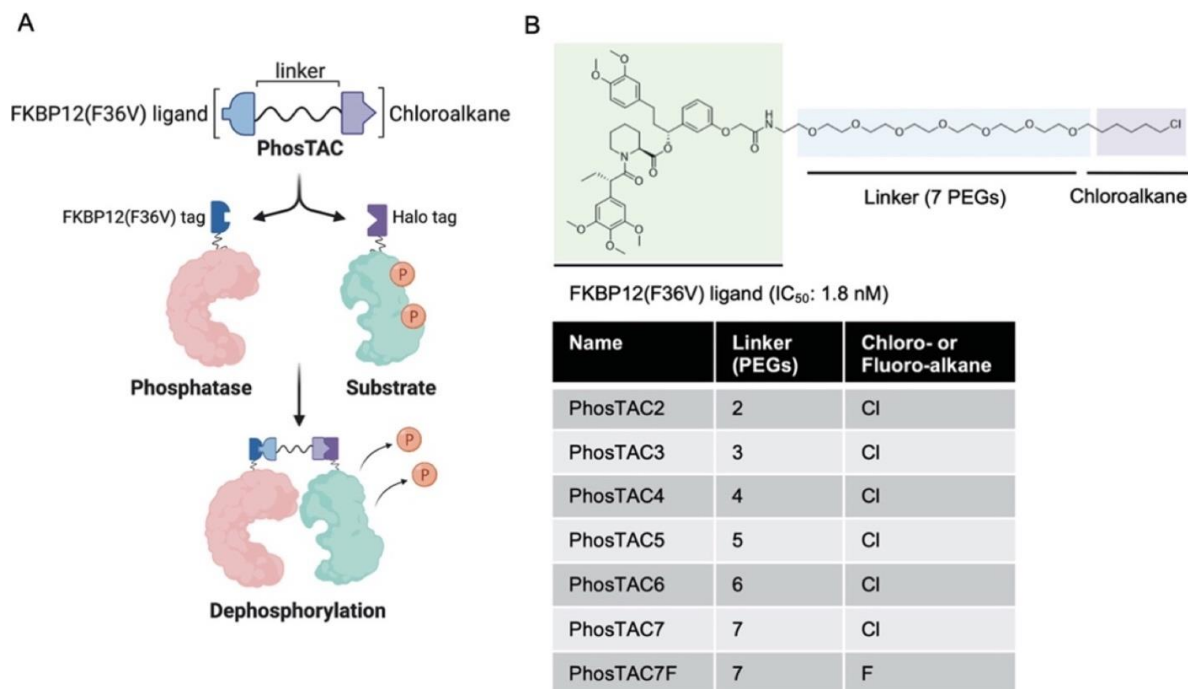 A
linker
FKBP12(F36V) ligand
Chloroalkane
PhosTAC
FKBP12(F36V) tag
Halo tag
P
P
Phosphatase
Substrate
P
P
Dephosphorylation
B
O
O
H
N
O
O
O
O
O
O
O
O
O
Cl
O
N
O
O
O
O
O
O
Linker (7 PEGs)
Chloroalkane
FKBP12(F36V) ligand (IC50: 1.8 nM)
Name Linker (PEGs) Chloro- or Fluoro-alkane
PhosTAC2 2 Cl
PhosTAC3 3 Cl
PhosTAC4 4 Cl
PhosTAC5 5 Cl
PhosTAC6 6 Cl
PhosTAC7 7 Cl
PhosTAC7F 7 F